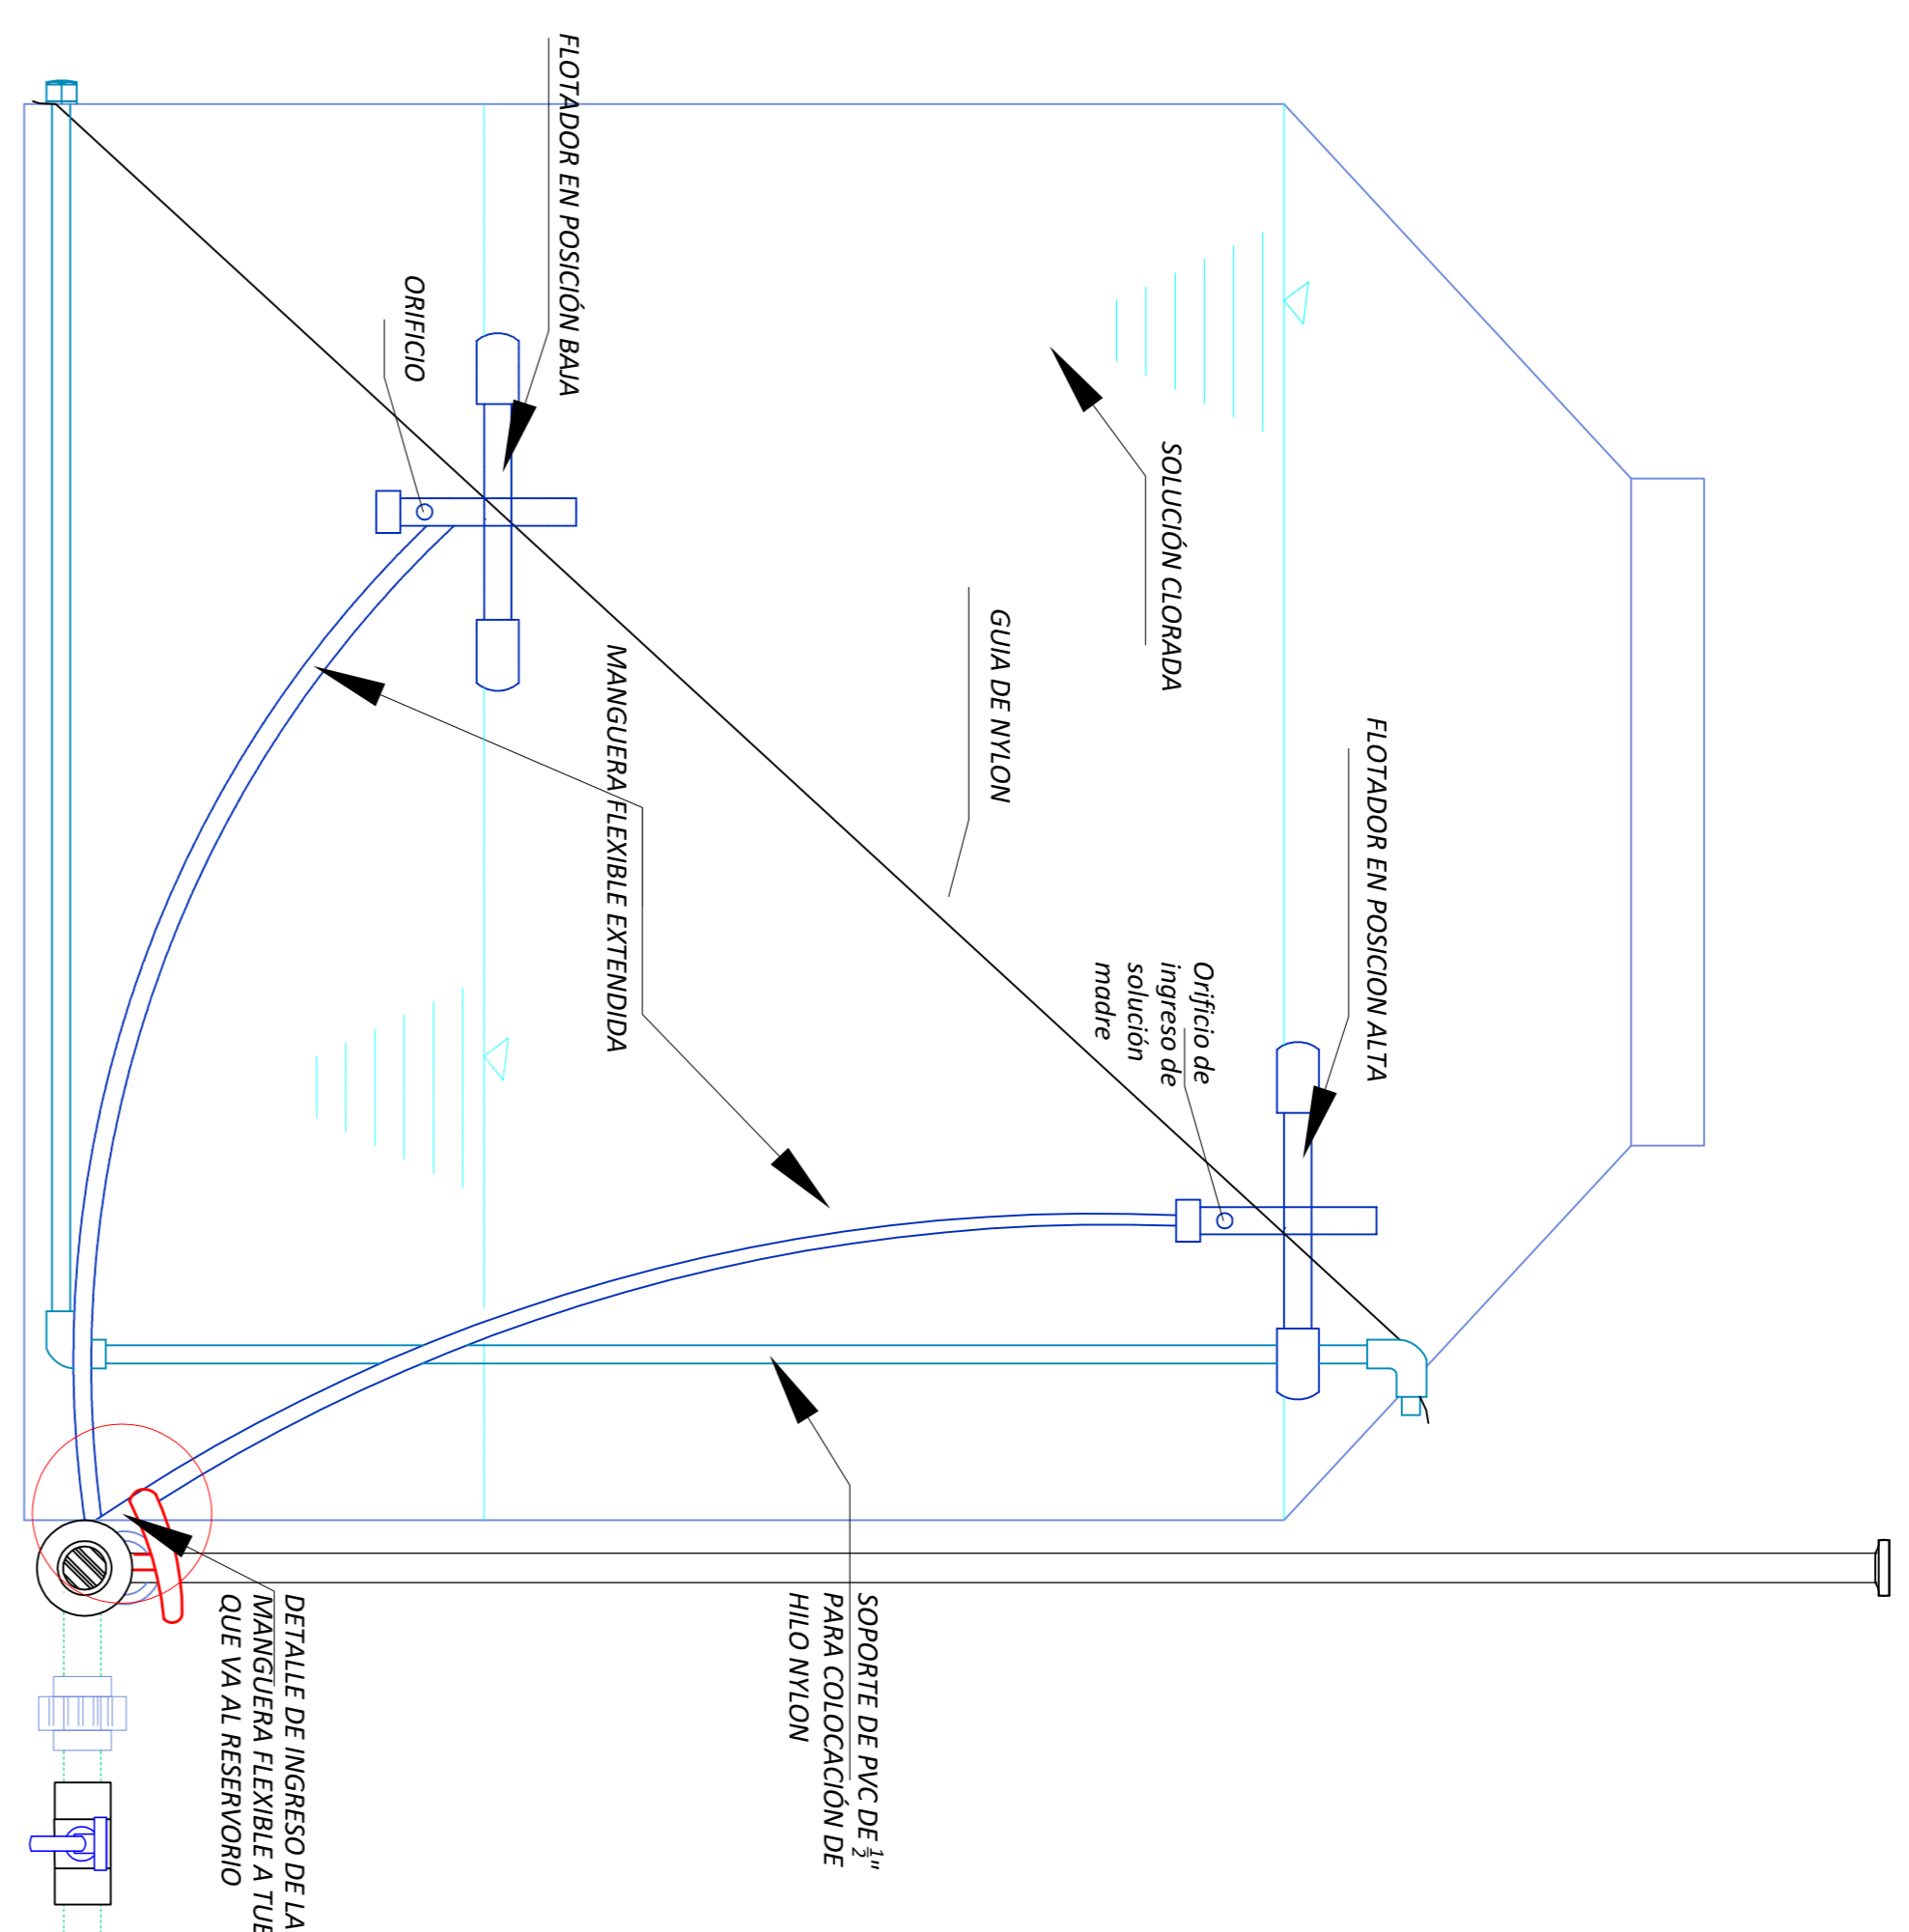 FLOTADOR EN POSICION ALTA
Orificio de
ingreso de
solución
madre
SOLUCIÓN CLORADA
GUIA DE NYLON
SOPORTE DE PVC DE 1/2"
PARA COLOCACIÓN DE
HILO NYLON
MANGUERA FLEXIBLE EXTENDIDA
FLOTADOR EN POSICIÓN BAJA
ORIFICIO
DETALLE DE INGRESO DE LA
MANGUERA FLEXIBLE A
QUE VA AL RESERVORIO